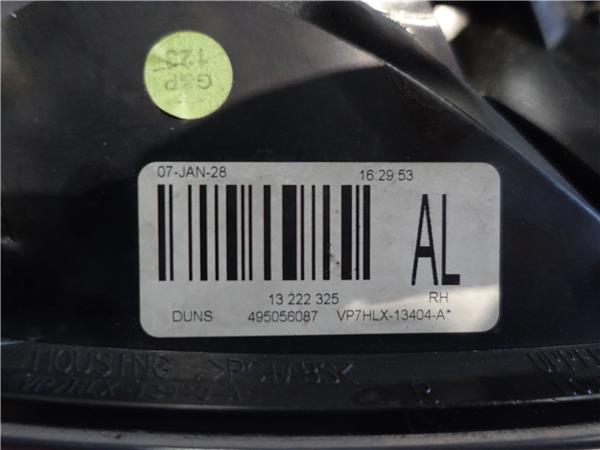 G&P
123
07-JAN-28 16:29 53
AL
13 222 325 RH
DUNS 495056087 VP7HLX-13404-A*
HOUSING >PC+ABS<
R